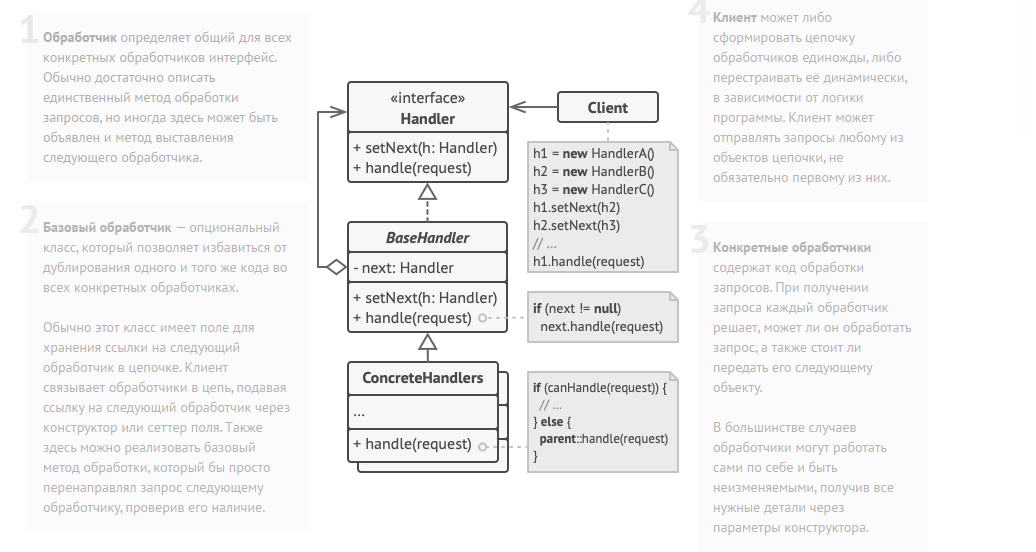 1
Обработчик определяет общий для всех
конкретных обработчиков интерфейс.
Обычно достаточно описать
единственный метод обработки
запросов, но иногда здесь может быть
объявлен и метод выставления
следующего обработчика.
2
Базовый обработчик — опциональный
класс, который позволяет избавиться от
дублирования одного и того же кода во
всех конкретных обработчиках.
Обычно этот класс имеет поле для
хранения ссылки на следующий
обработчик в цепочке. Клиент
связывает обработчики в цепь, подавая
ссылку на следующий обработчик через
конструктор или сеттер поля. Также
здесь можно реализовать базовый
метод обработки, который бы просто
перенаправлял запрос следующему
обработчику, проверив его наличие.
«interface»
Handler
+ setNext(h: Handler)
+ handle(request)
BaseHandler
- next: Handler
+ setNext(h: Handler)
+ handle(request)
ConcreteHandlers
...
+ handle(request)
Client
h1 = new HandlerA()
h2 = new HandlerB()
h3 = new HandlerC()
h1.setNext(h2)
h2.setNext(h3)
// ...
h1.handle(request)
if (next != null)
next.handle(request)
if (canHandle(request)) {
// ...
} else {
parent::handle(request)
}
4
Клиент может либо
сформировать цепочку
обработчиков единожды, либо
перестраивать её динамически,
в зависимости от логики
программы. Клиент может
отправлять запросы любому из
объектов цепочки, не
обязательно первому из них.
3
Конкретные обработчики
содержат код обработки
запросов. При получении
запроса каждый обработчик
решает, может ли он обработать
запрос, а также стоит ли
передать его следующему
объекту.
В большинстве случаев
обработчики могут работать
сами по себе и быть
неизменяемыми, получив все
нужные детали через
параметры конструктора.